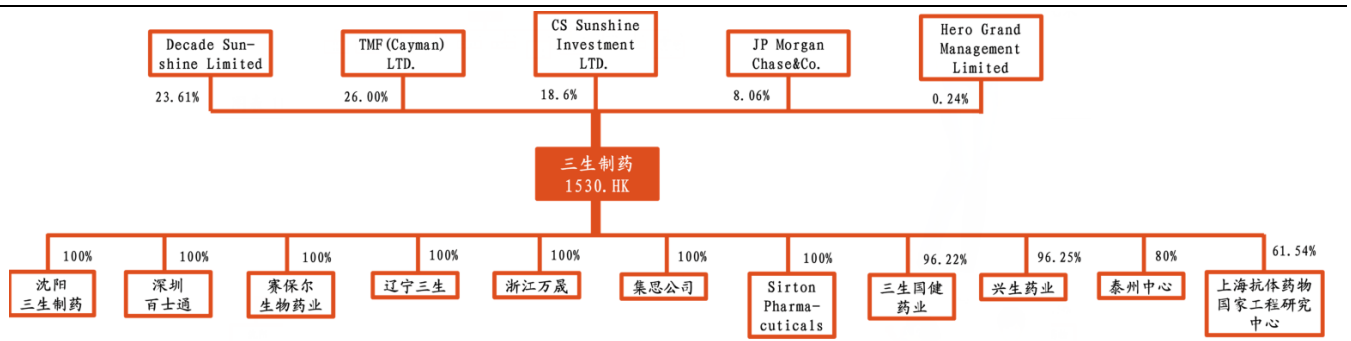 Decade Sun-
shine Limited
TMF(Cayman)
LTD.
CS Sunshine
Investment
LTD.
JP Morgan
Chase&Co.
Hero Grand
Management
Limited
23.61%
26.00%
18.6%
8.06%
0.24%
三生制药
1530.HK
100%
100%
100%
100%
100%
100%
100%
96.22%
96.25%
80%
61.54%
沈阳
三生制药
深圳
百士通
赛保尔
生物药业
辽宁三生
浙江万晟
集思公司
Sirton
Pharma-
cuticals
三生国健
药业
兴生药业
泰州中心
上海抗体药物
国家工程研究
中心